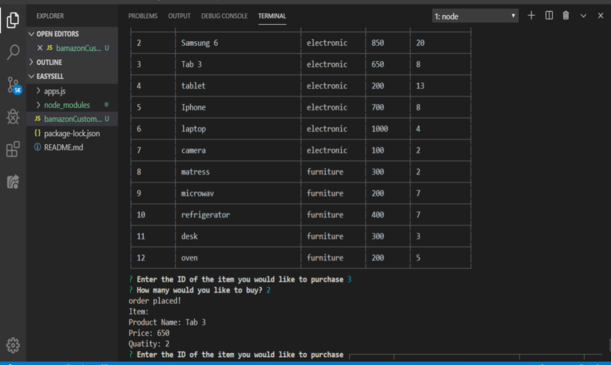 EXPLORER
PROBLEMS OUTPUT DEBUG CONSOLE TERMINAL
1: node
OPEN EDITORS
JS bamazonCus... U
OUTLINE
EASYSELL
apps.js
node_modules
JS bamazonCustom... U
{} package-lock.json
README.md
5K
2 Samsung 6 electronic 850 20
3 Tab 3 electronic 650 8
4 tablet electronic 200 13
5 Iphone electronic 700 8
6 laptop electronic 1000 4
7 camera electronic 100 2
8 matress furniture 300 2
9 microwav furniture 200 7
10 refrigerator furniture 400 7
11 desk furniture 300 3
12 oven furniture 200 5
? Enter the ID of the item you would like to purchase 3
? How many would you like to buy? 2
order placed!
Item:
Product Name: Tab 3
Price: 650
Quatity: 2
? Enter the ID of the item you would like to purchase